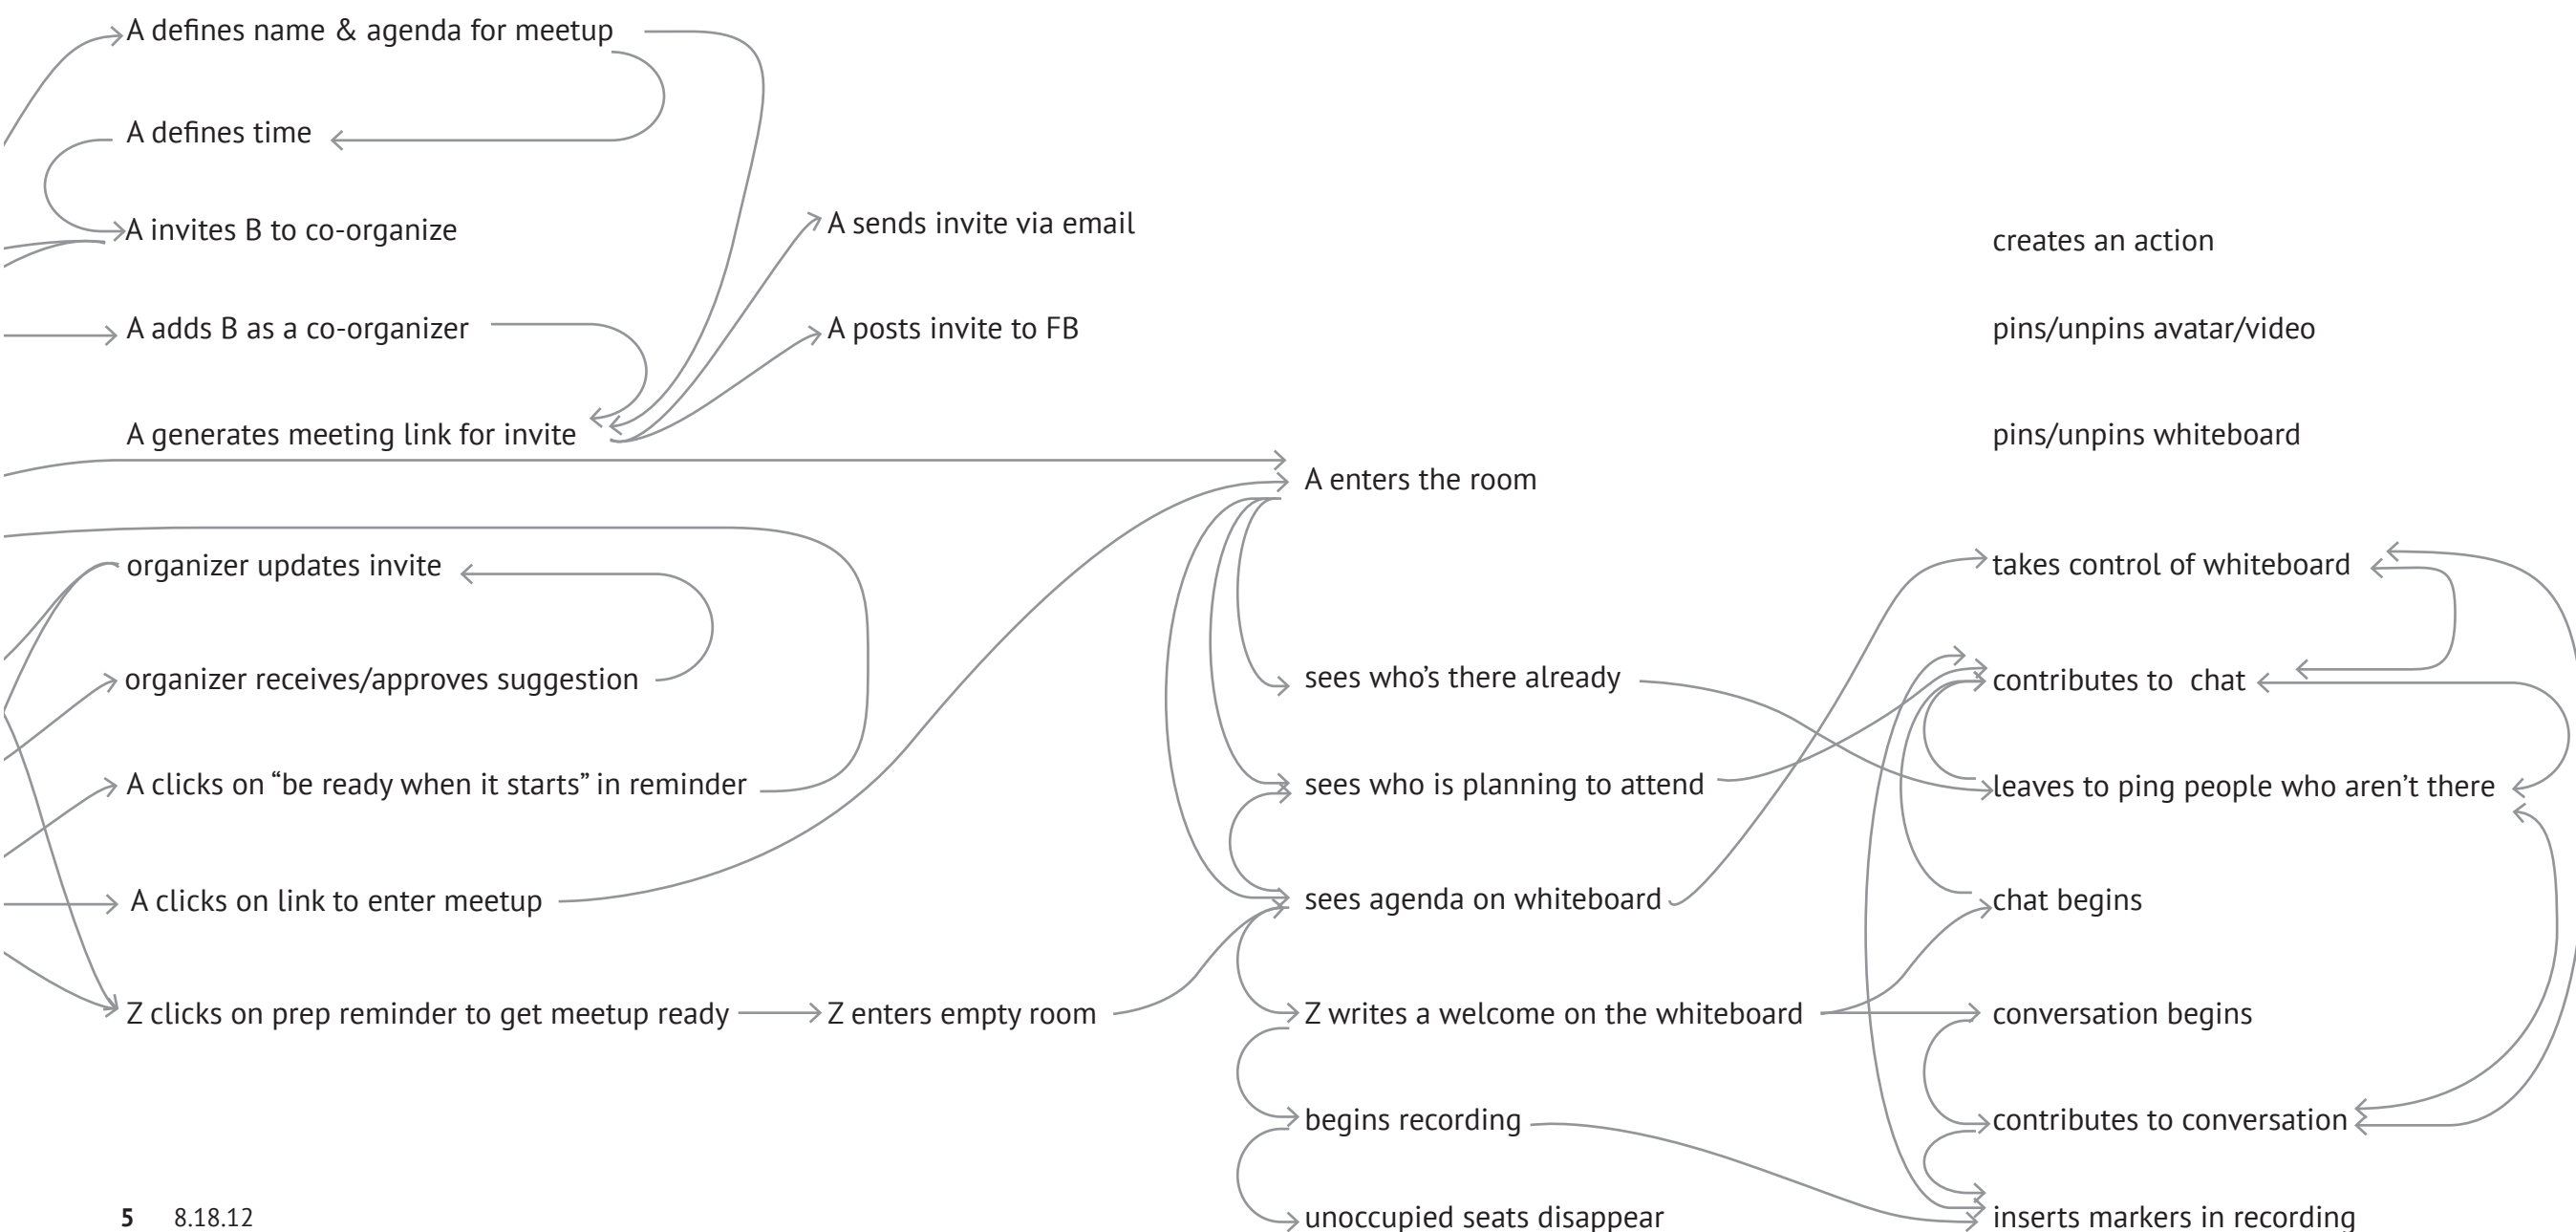 A defines name & agenda for meetup
A defines time
A invites B to co-organize
A adds B as a co-organizer
A generates meeting link for invite
organizer updates invite
organizer receives/approves suggestion
A clicks on “be ready when it starts” in reminder
A clicks on link to enter meetup
Z clicks on prep reminder to get meetup ready
A sends invite via email
A posts invite to FB
Z enters empty room
A enters the room
sees who's there already
sees who is planning to attend
sees agenda on whiteboard
Z writes a welcome on the whiteboard
begins recording
unoccupied seats disappear
creates an action
pins/unpins avatar/video
pins/unpins whiteboard
takes control of whiteboard
contributes to chat
leaves to ping people who aren't there
chat begins
conversation begins
contributes to conversation
inserts markers in recording
5 8.18.12